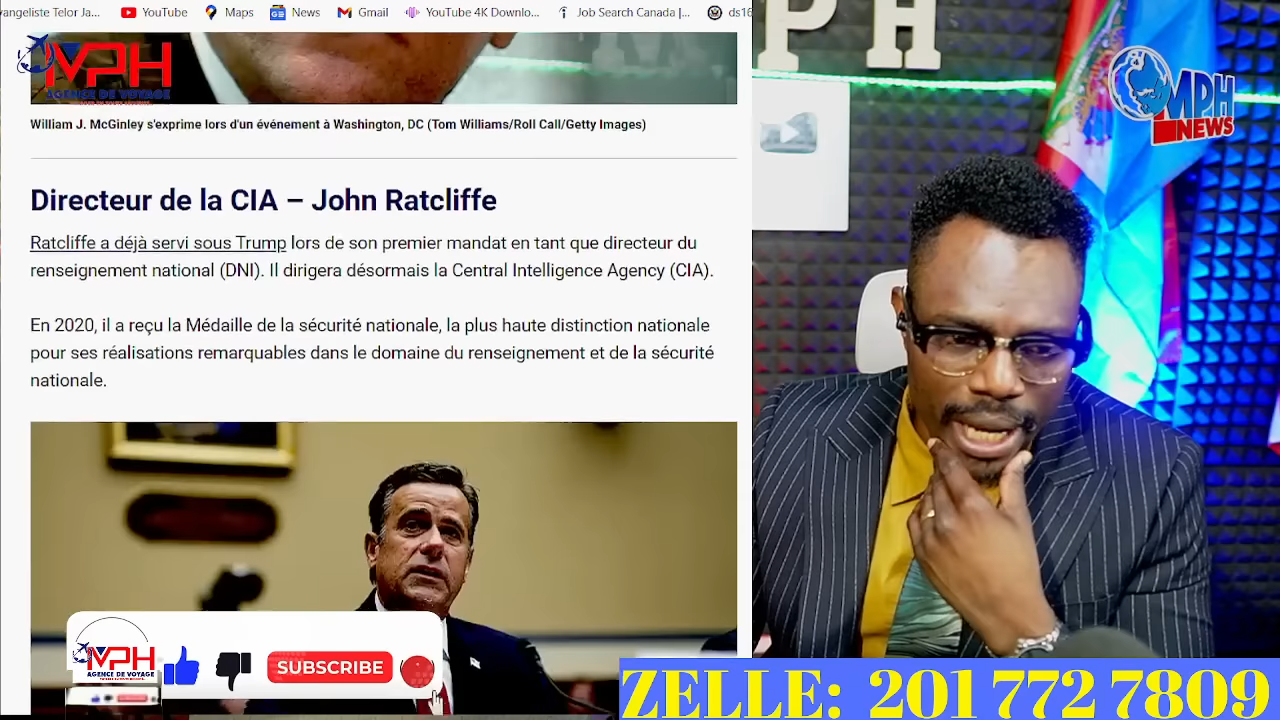 vangeliste Telor Ja... YouTube Maps News Gmail YouTube 4K Downlo... Job Search Canada |... ds16
MPH
AGENCE DE VOYAGE
William J. McGinley s'exprime lors d'un événement à Washington, DC (Tom Williams/Roll Call/Getty Images)
Directeur de la CIA – John Ratcliffe
Ratcliffe a déjà servi sous Trump lors de son premier mandat en tant que directeur du
renseignement national (DNI). Il dirigera désormais la Central Intelligence Agency (CIA).
En 2020, il a reçu la Médaille de la sécurité nationale, la plus haute distinction nationale
pour ses réalisations remarquables dans le domaine du renseignement et de la sécurité
nationale.
MPH
AGENCE DE VOYAGE
SUBSCRIBE
PH
MPH
NEWS
ZELLE: 201 772 7809